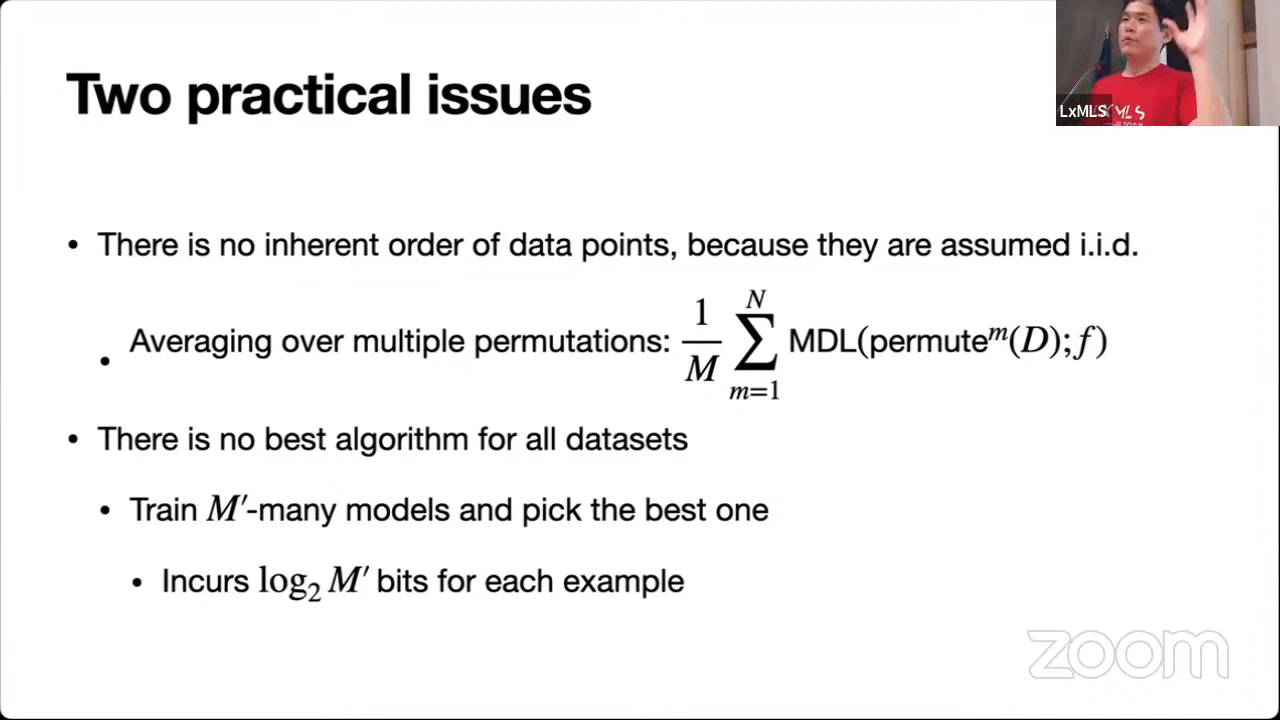 Two practical issues
LxMLS
• There is no inherent order of data points, because they are assumed i.i.d.
• Averaging over multiple permutations: \frac{1}{M} \sum_{m=1}^{N} MDL(permute^m(D); f)
• There is no best algorithm for all datasets
• Train M′-many models and pick the best one
• Incurs log₂ M′ bits for each example
zoom